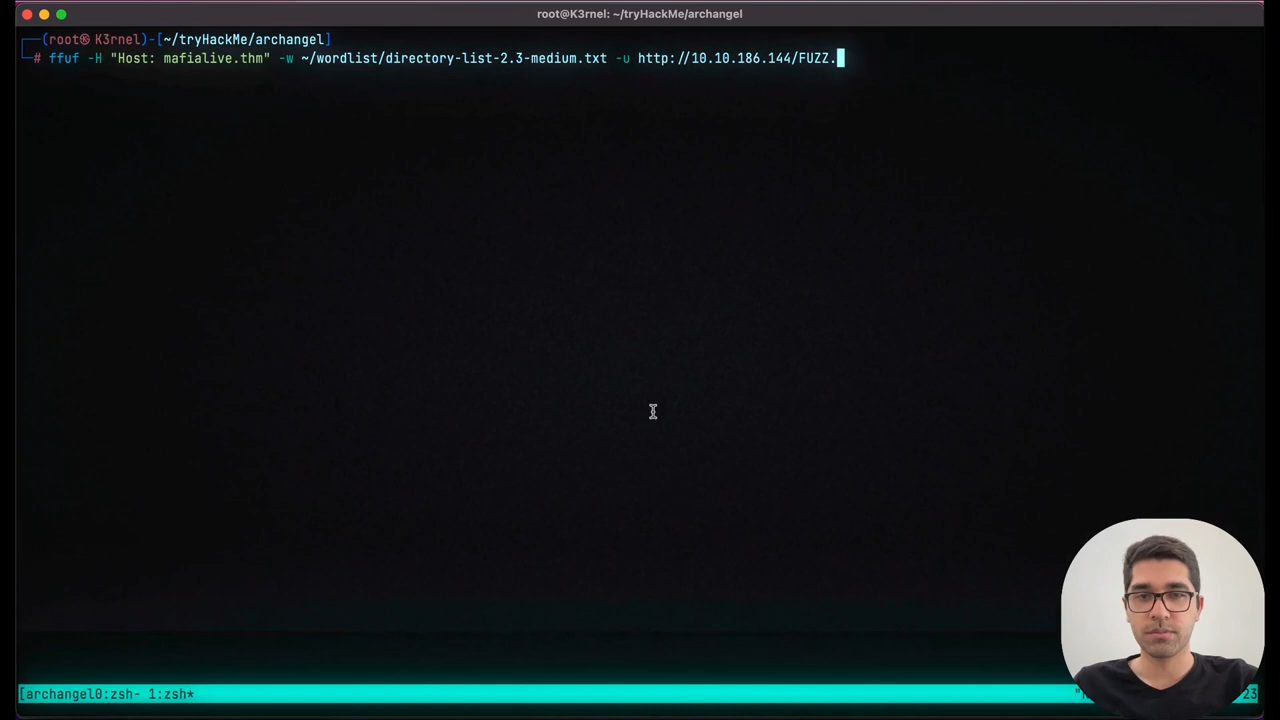 root@K3rnel: ~/tryHackMe/archangel
(root㉿ K3rnel)-[~/tryHackMe/archangel]
# ffuf -H "Host: mafialive.thm" -w ~/wordlist/directory-list-2.3-medium.txt -u http://10.10.186.144/FUZZ.
[archangel0:zsh- 1:zsh* 23